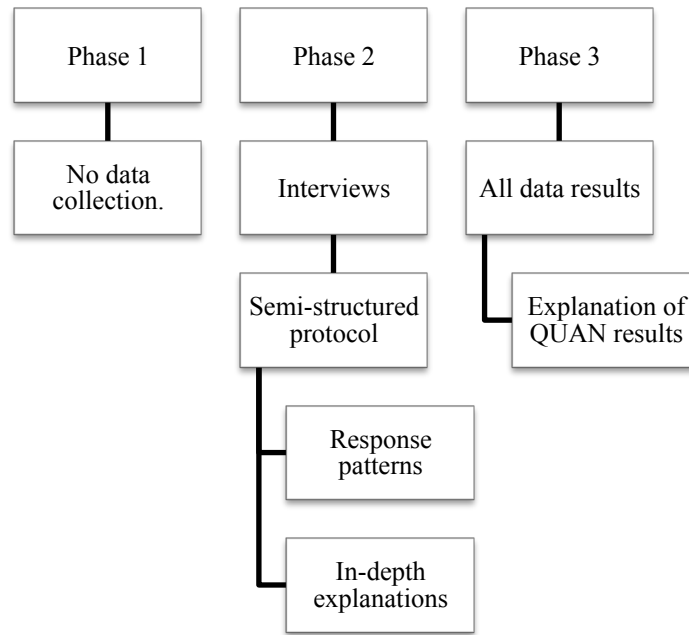 Phase 1
Phase 2
Phase 3
No data
collection.
Interviews
All data results
Semi-structured
protocol
Explanation of
QUAN results
Response
patterns
In-depth
explanations